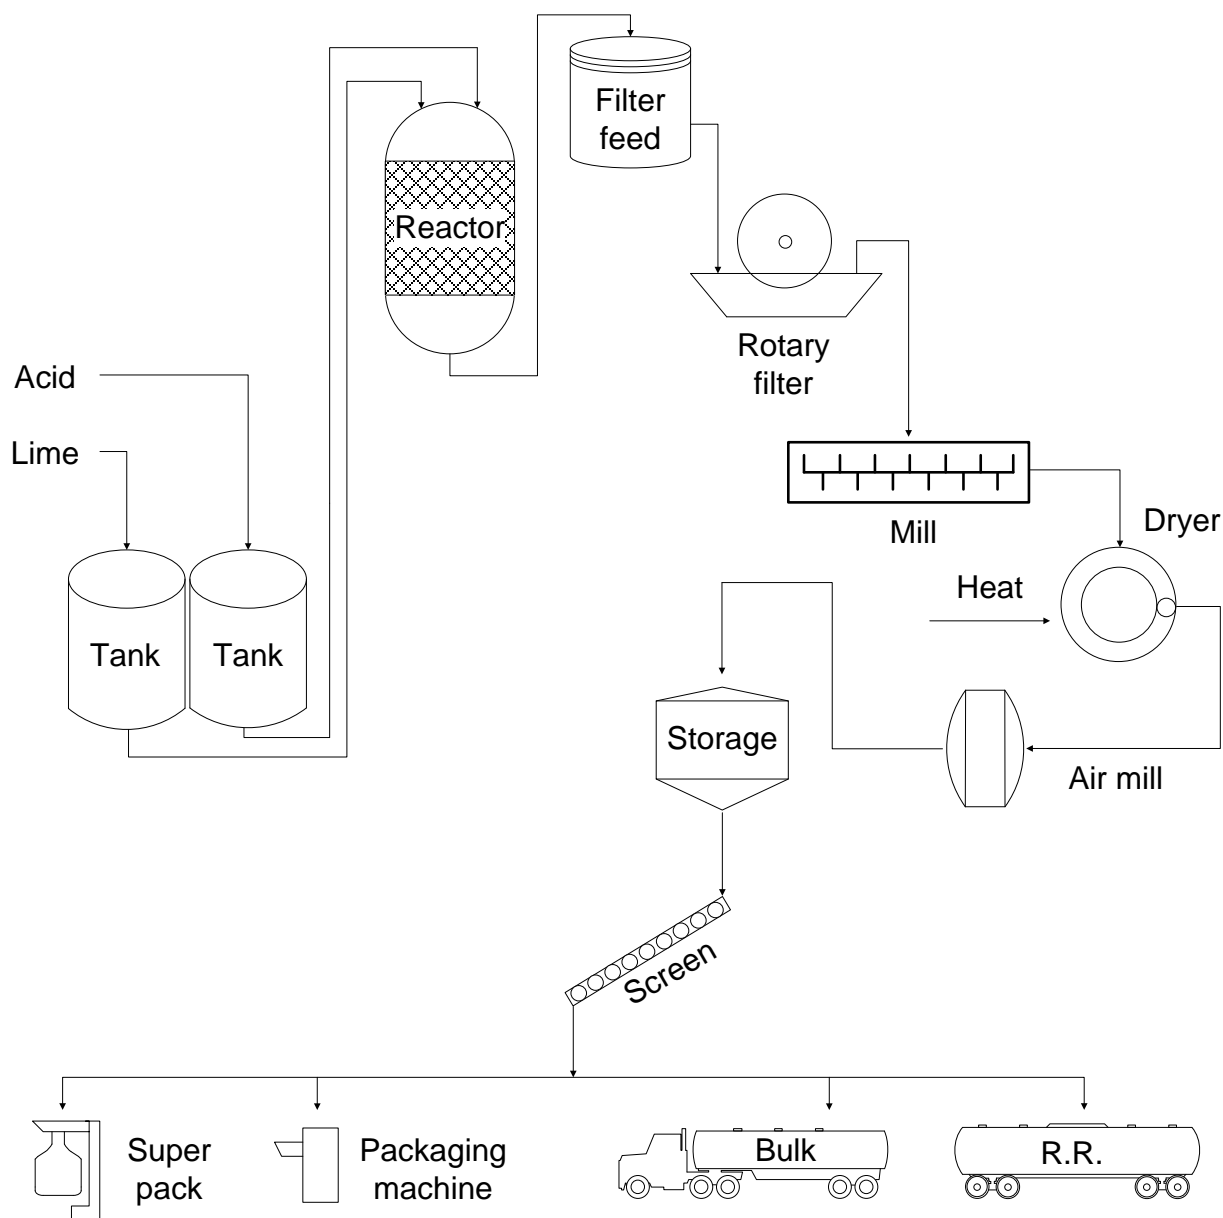 Filter
feed
Reactor
Rotary
filter
Acid
Lime
Mill
Dryer
Heat
Tank
Tank
Storage
Air mill
Screen
Super
pack
Packaging
machine
Bulk
R.R.